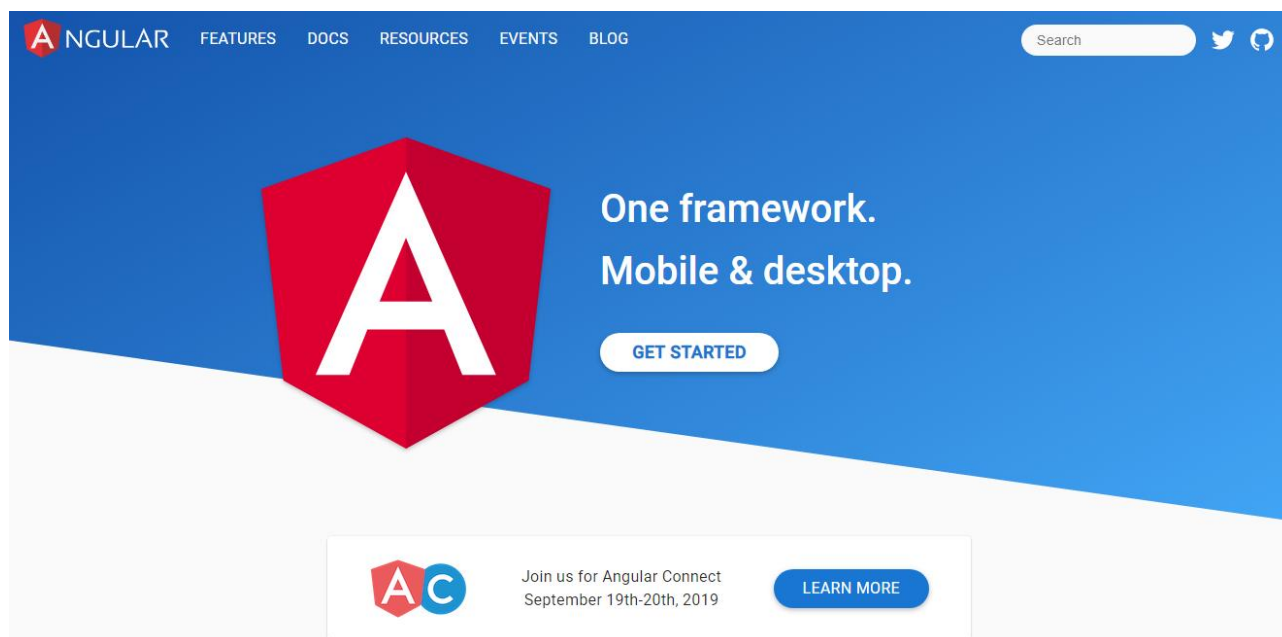 ANGULAR FEATURES DOCS RESOURCES EVENTS BLOG Search
One framework.
Mobile & desktop.
GET STARTED
AC
Join us for Angular Connect
September 19th-20th, 2019
LEARN MORE